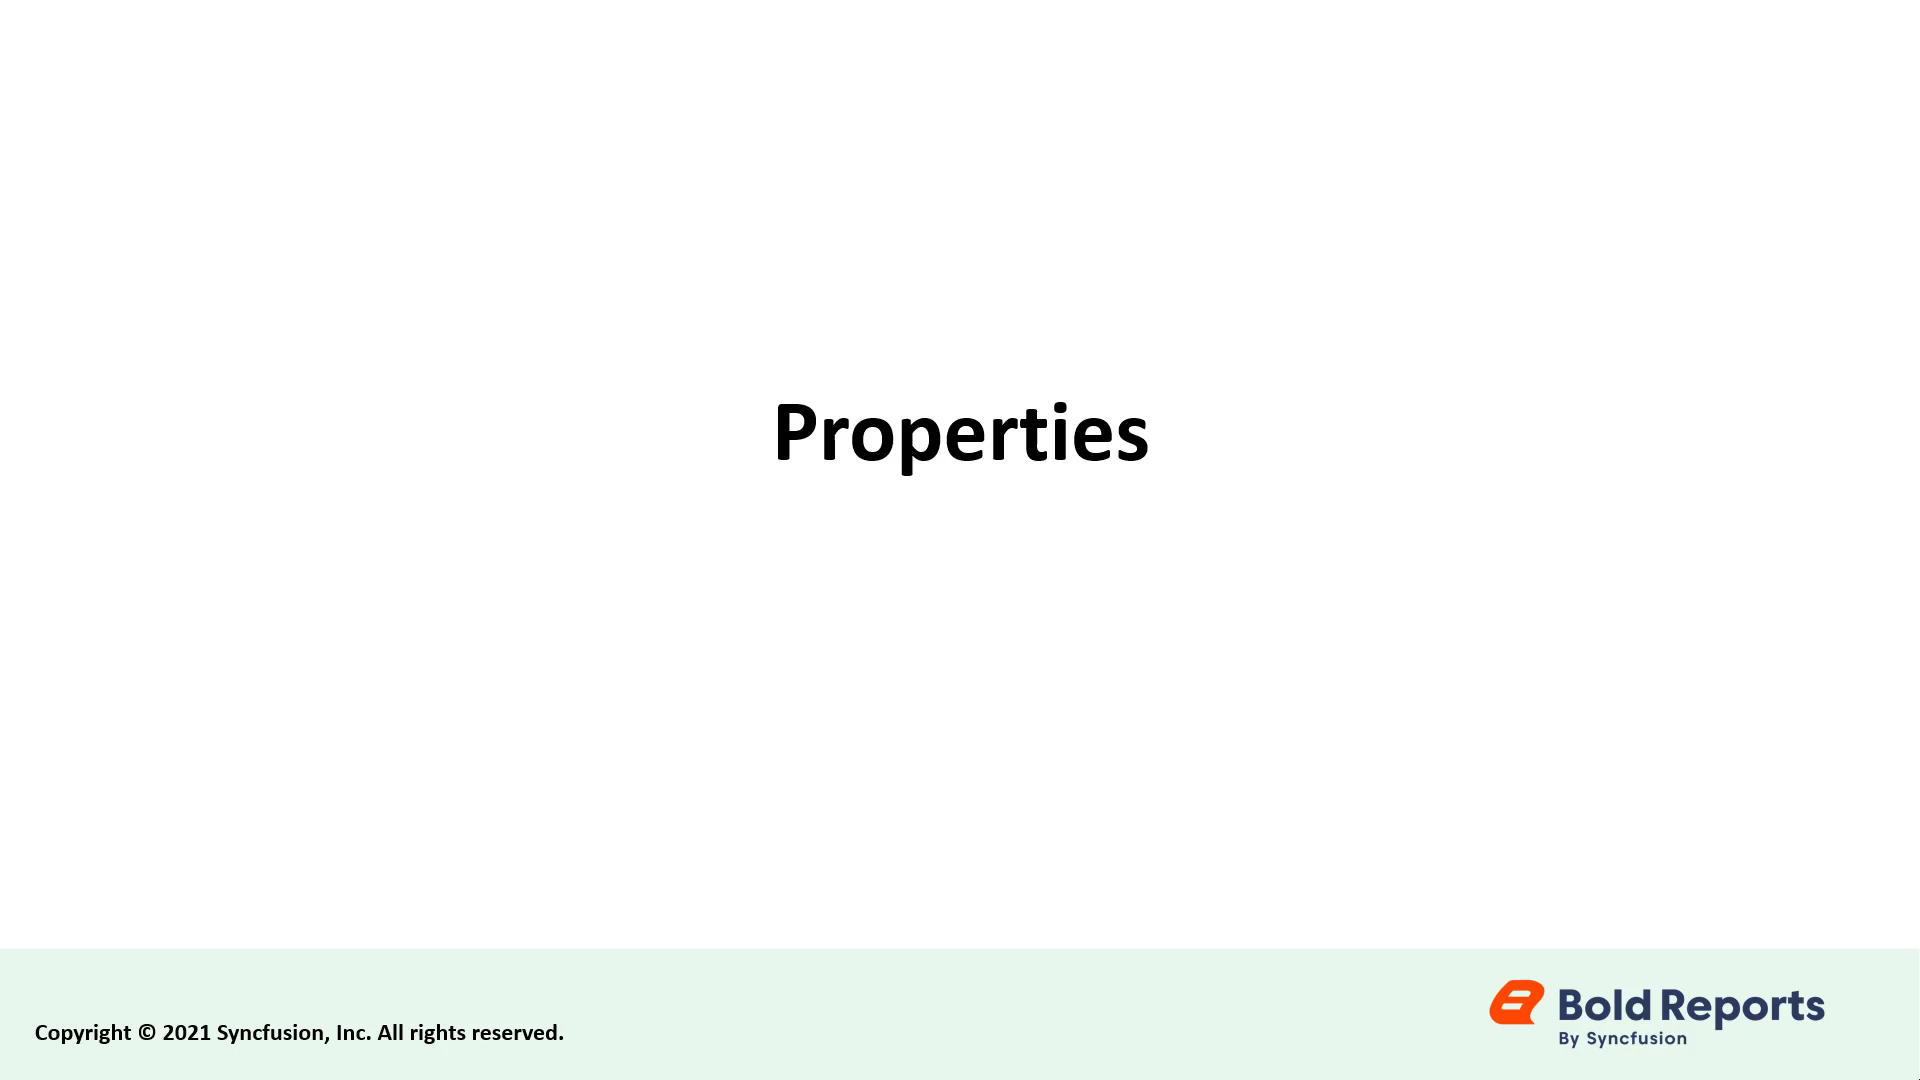 Properties
Copyright © 2021 Syncfusion, Inc. All rights reserved.
Bold Reports
By Syncfusion